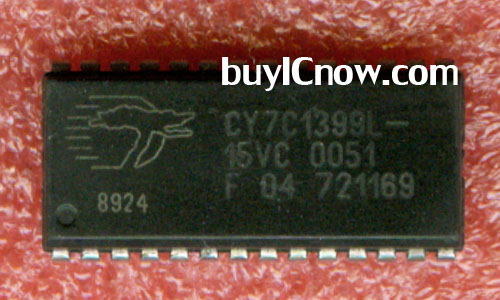 buyICnow.com
CY7C1399L-
15VC 0051
F 04 721169
8924